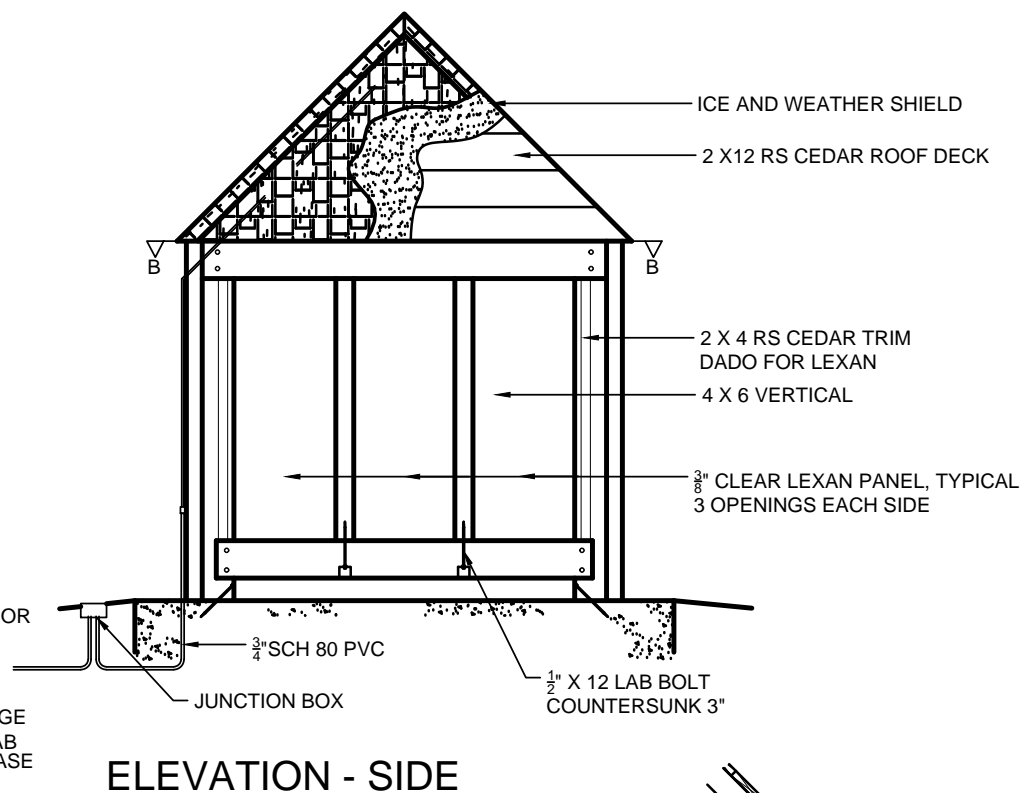 ICE AND WEATHER SHIELD
2 X12 RS CEDAR ROOF DECK
B
B
2 X 4 RS CEDAR TRIM
DADO FOR LEXAN
4 X 6 VERTICAL
3/8" CLEAR LEXAN PANEL, TYPICAL
3 OPENINGS EACH SIDE
OR
3/4"SCH 80 PVC
JUNCTION BOX
1/2" X 12 LAB BOLT
COUNTERSUNK 3"
GE
AB
ASE
ELEVATION - SIDE